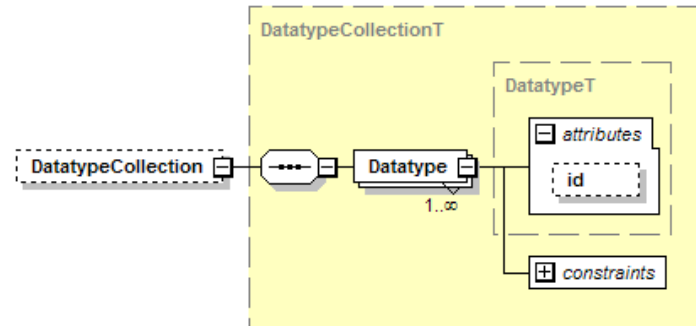 DatatypeCollectionT
DatatypeT
attributes
DatatypeCollection
Datatype
id
1..∞
constraints